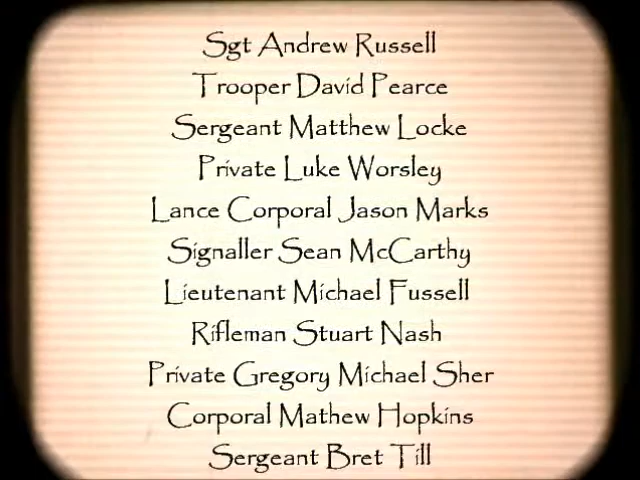 Sgt Andrew Russell
Trooper David Pearce
Sergeant Matthew Locke
Private Luke Worsley
Lance Corporal Jason Marks
Signaller Sean McCarthy
Lieutenant Michael Fussell
Rifleman Stuart Nash
Private Gregory Michael Sher
Corporal Mathew Hopkins
Sergeant Bret Till